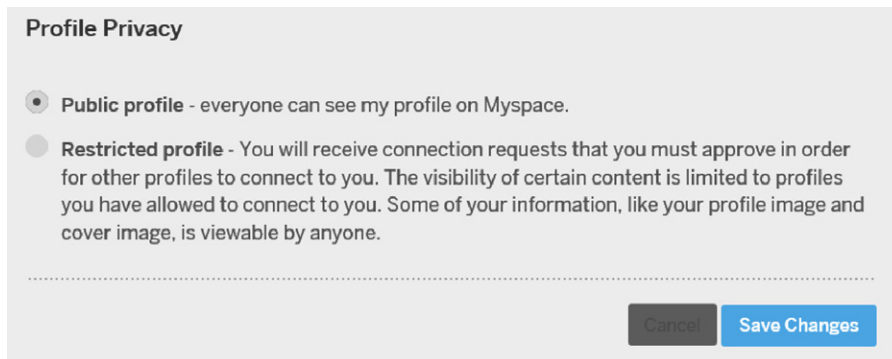 Profile Privacy
Public profile - everyone can see my profile on Myspace.
Restricted profile - You will receive connection requests that you must approve in order
for other profiles to connect to you. The visibility of certain content is limited to profiles
you have allowed to connect to you. Some of your information, like your profile image and
cover image, is viewable by anyone.
Cancel
Save Changes